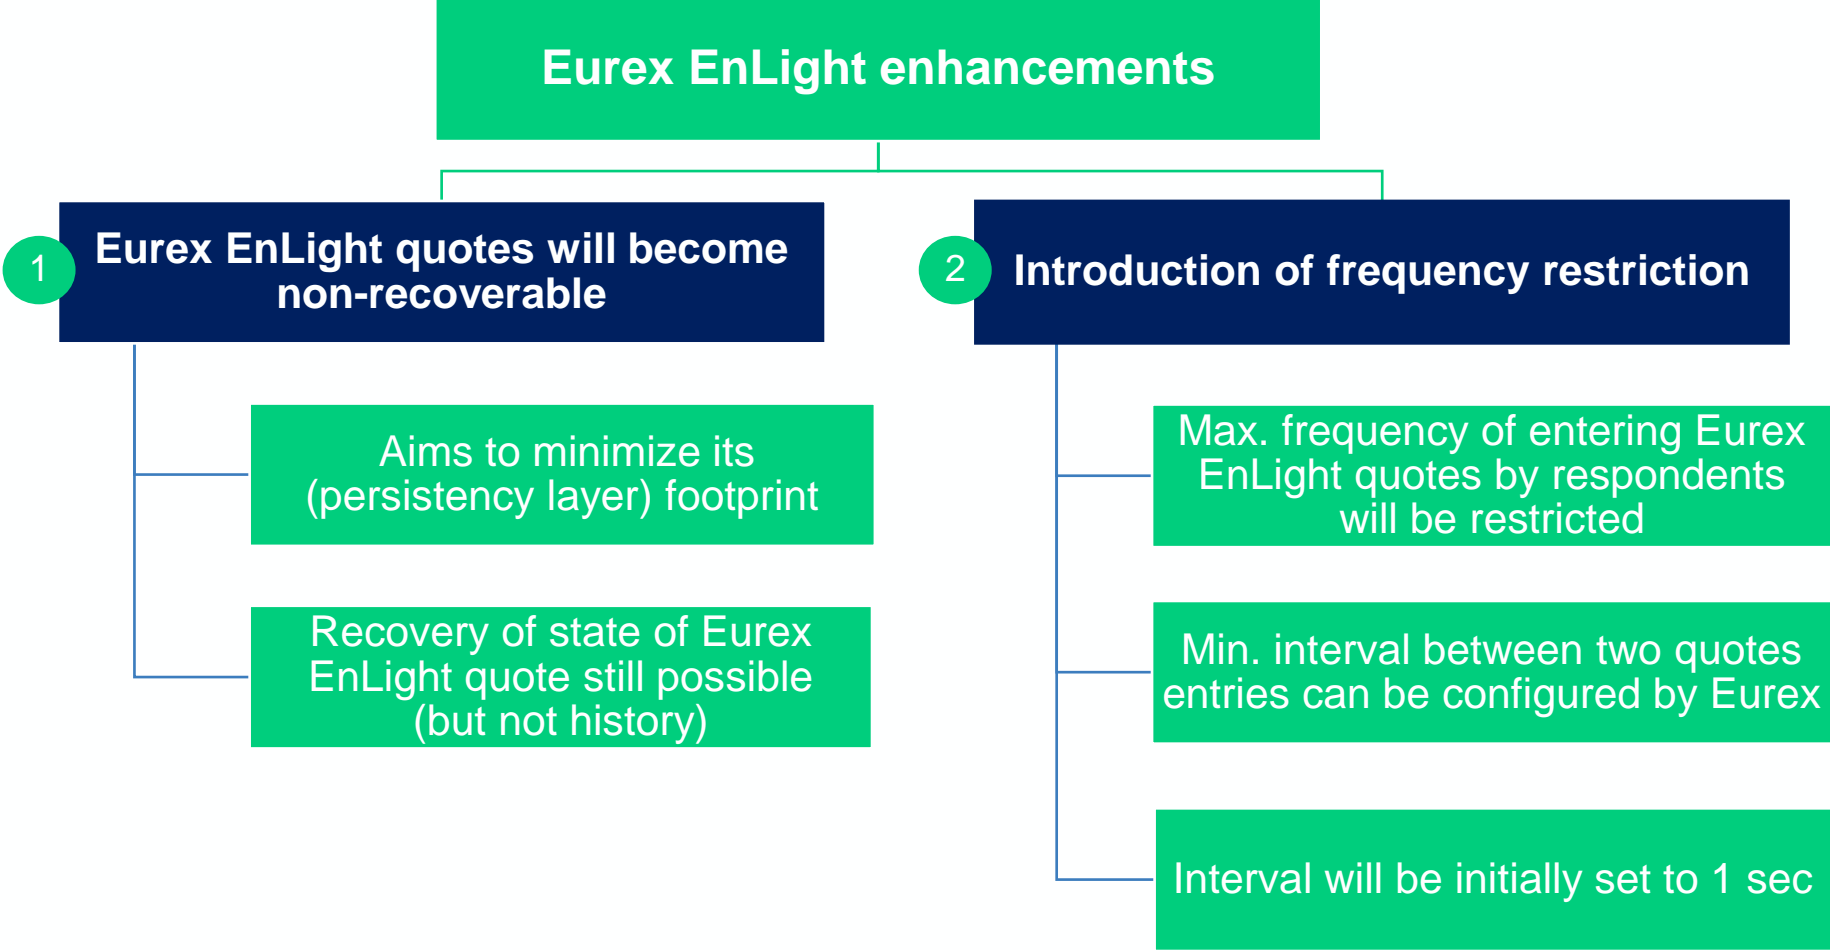 Eurex EnLight enhancements
1
Eurex EnLight quotes will become
non-recoverable
Aims to minimize its
(persistency layer) footprint
Recovery of state of Eurex
EnLight quote still possible
(but not history)
2
Introduction of frequency restriction
Max. frequency of entering Eurex
EnLight quotes by respondents
will be restricted
Min. interval between two quotes
entries can be configured by Eurex
Interval will be initially set to 1 sec